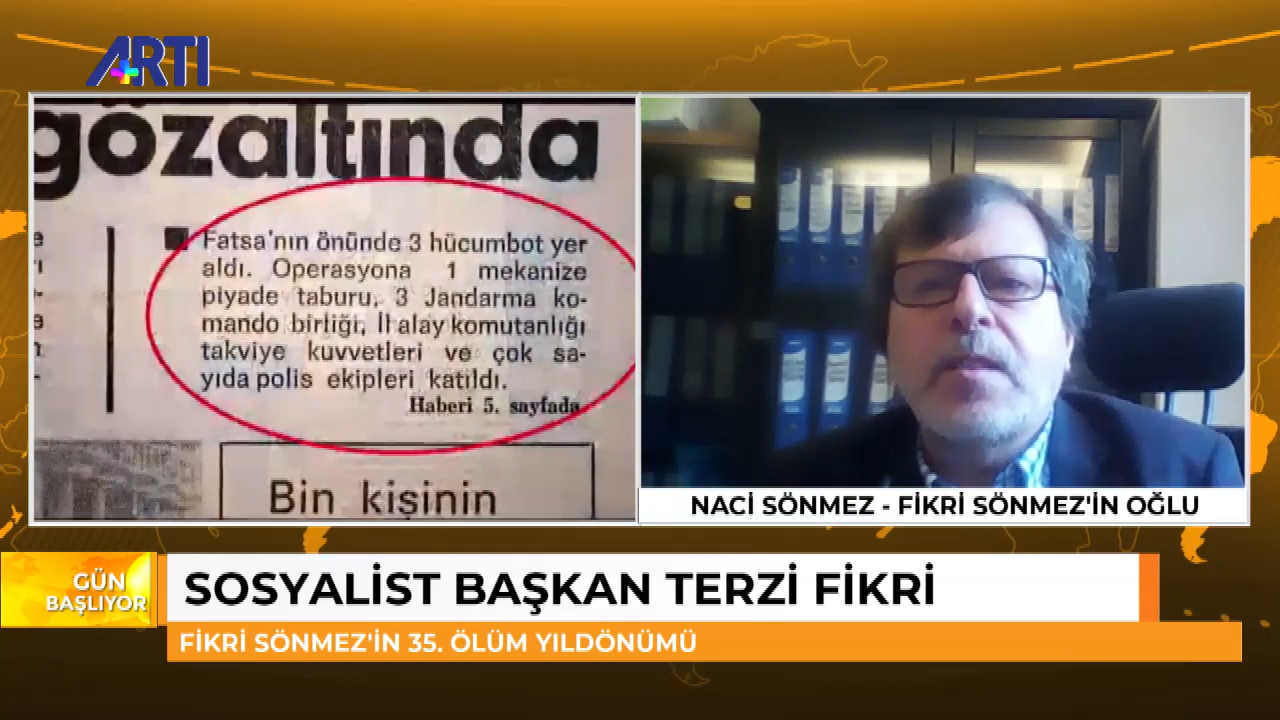 ARTI
gözaltında
Fatsa'nın önünde 3 hücumbot yer
aldı. Operasyona 1 mekanize
piyade taburu, 3 Jandarma ko-
mando birliği, İl alay komutanlığı
takviye kuvvetleri ve çok sa-
yıda polis ekipleri katıldı.
Haberi 5. sayfada
Bin kişinin
NACİ SÖNMEZ - FİKRİ SÖNMEZ'İN OĞLU
GÜN
BAŞLIYOR
SOSYALİST BAŞKAN TERZİ FİKRİ
FİKRİ SÖNMEZ'İN 35. ÖLÜM YILDÖNÜMÜ